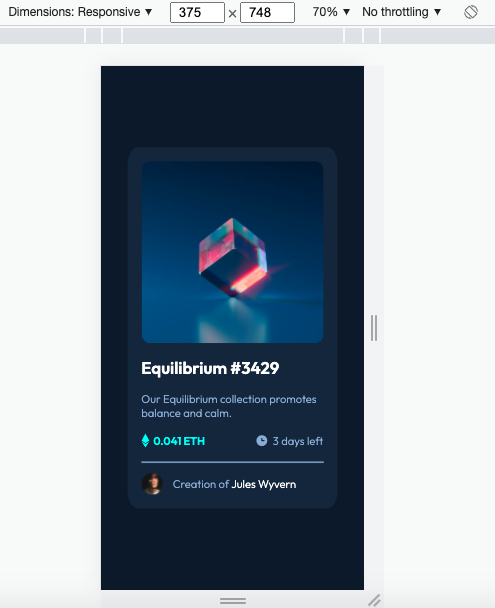 Dimensions: Responsive ▼ 375 × 748 70% ▼ No throttling ▼
Equilibrium #3429
Our Equilibrium collection promotes
balance and calm.
0.041 ETH 3 days left
Creation of Jules Wyvern